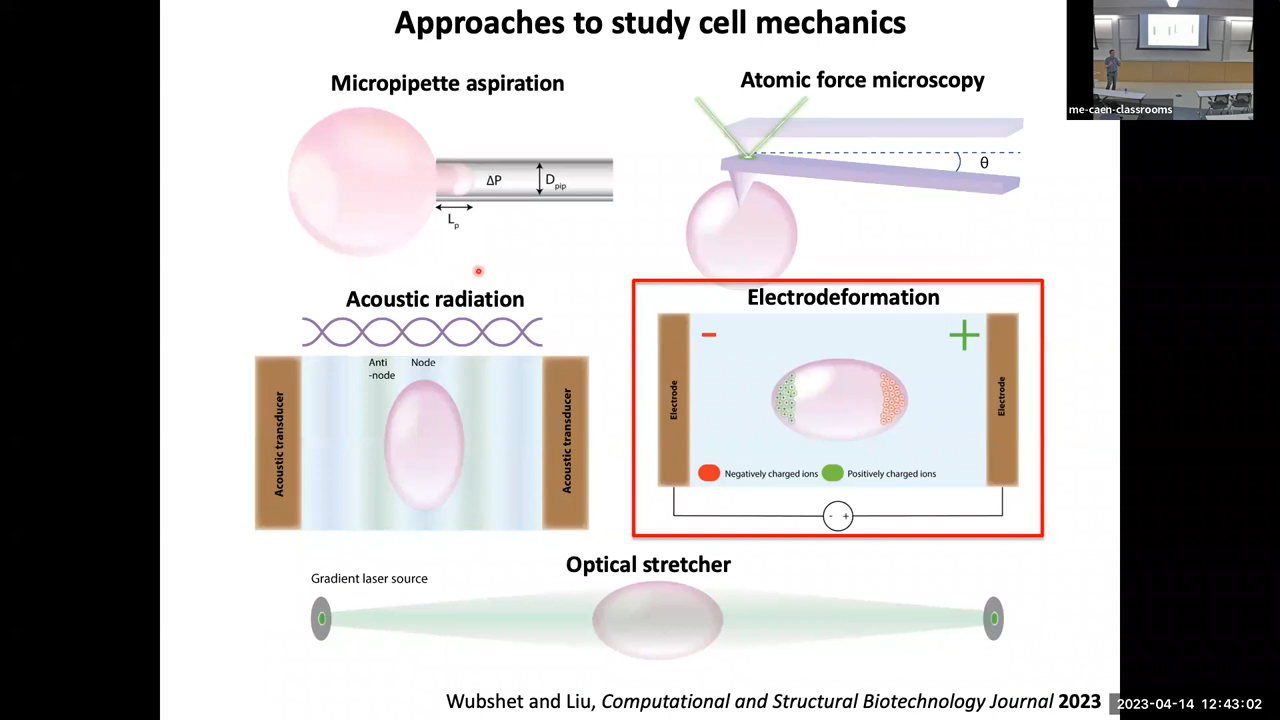 Approaches to study cell mechanics
Micropipette aspiration
ΔP
D_pip
L_p
Atomic force microscopy
θ
me-caen-classrooms
Acoustic radiation
Anti
-node
Node
Acoustic transducer
Acoustic transducer
Electrodeformation
-
+
Electrode
Electrode
Negatively charged ions
Positively charged ions
- +
Optical stretcher
Gradient laser source
Wubshet and Liu, Computational and Structural Biotechnology Journal 2023
2023-04-14 12:43:02